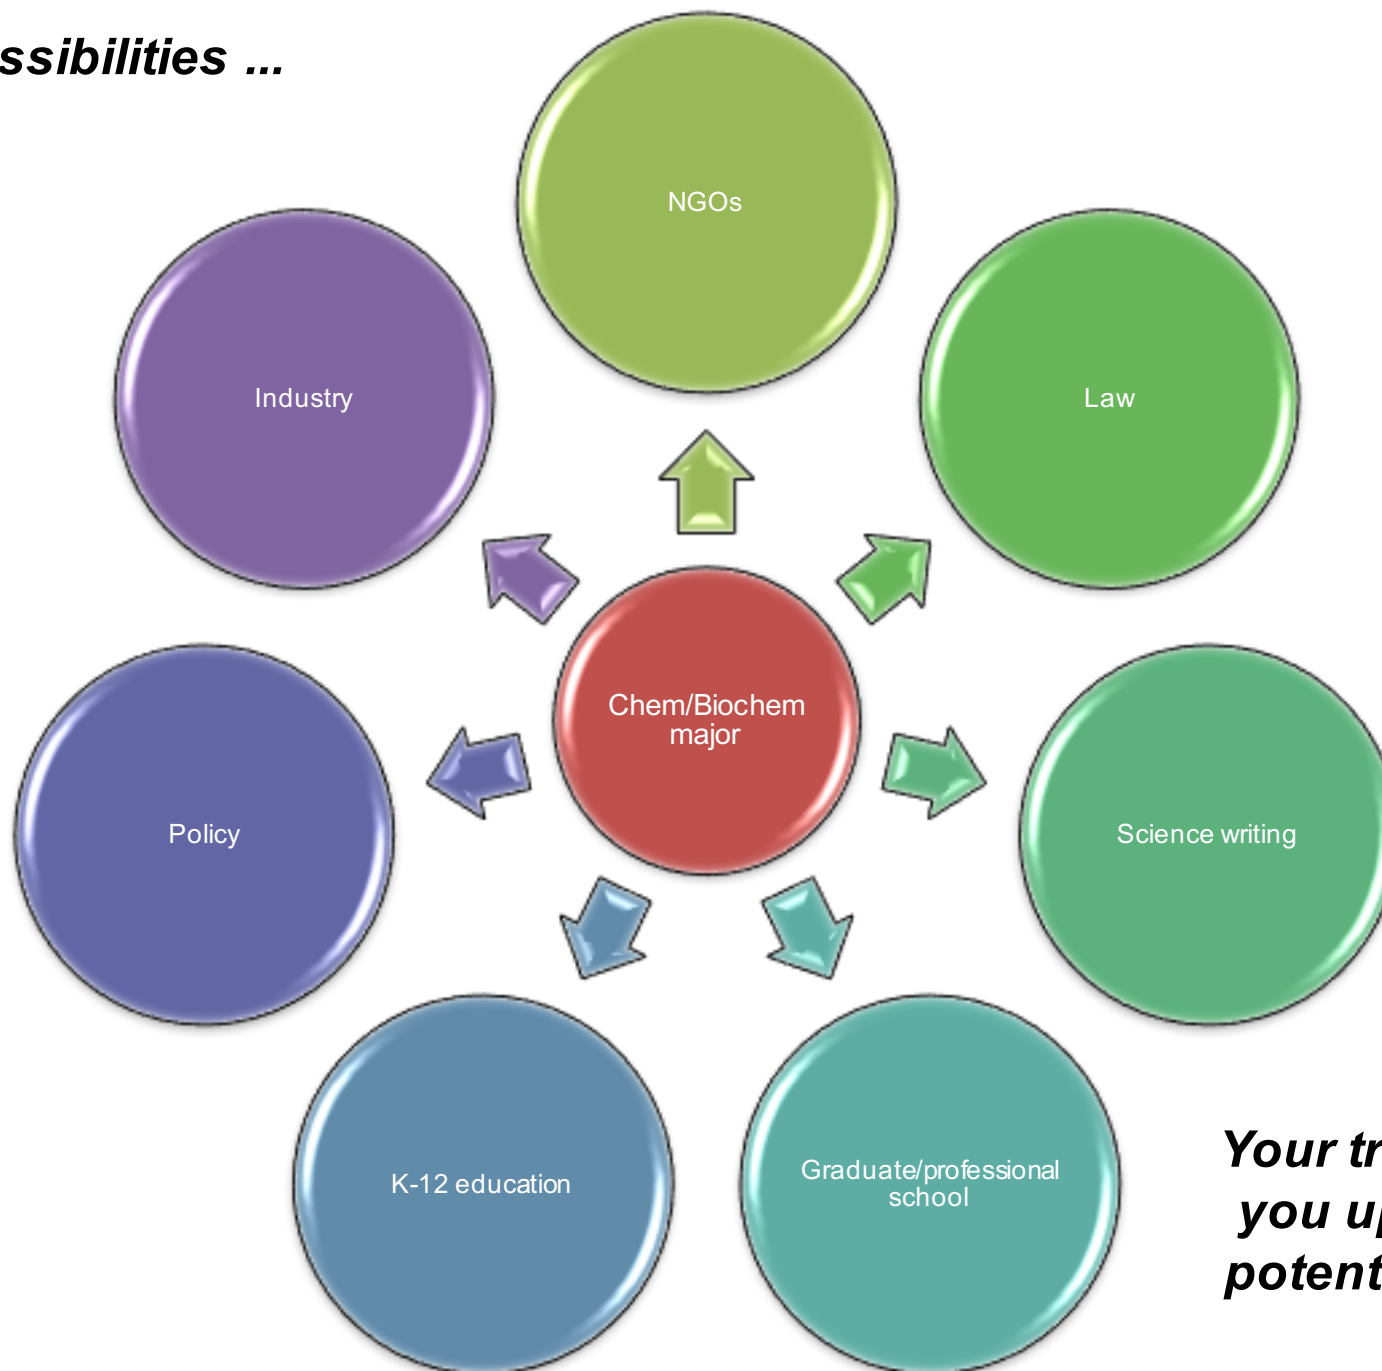 ssibilities ...
NGOs
Industry
Law
Chem/Biochem
major
Policy
Science writing
K-12 education
Graduate/professional
school
Your tr
you up
potent